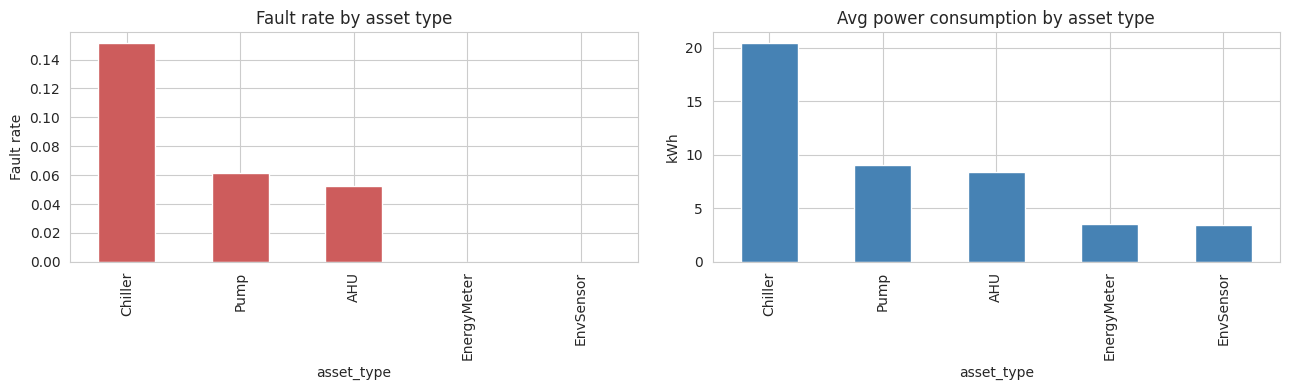 Fault rate by asset type
Fault rate
0.14
0.12
0.10
0.08
0.06
0.04
0.02
0.00
Chiller
Pump
AHU
EnergyMeter
EnvSensor
asset_type
Avg power consumption by asset type
kWh
20
15
10
5
0
Chiller
Pump
AHU
EnergyMeter
EnvSensor
asset_type